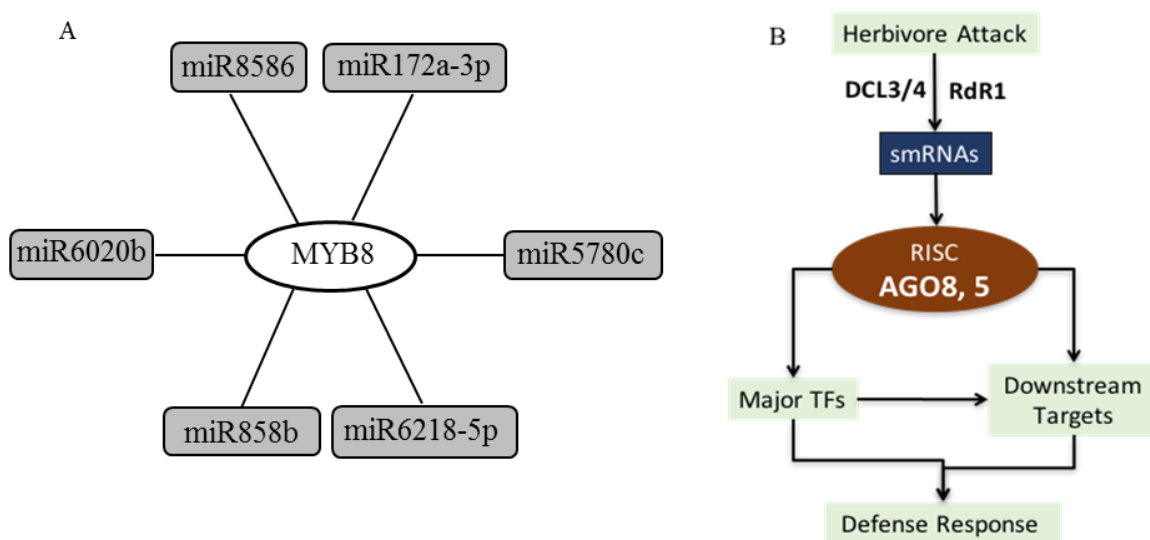 A
miR8586
miR172a-3p
miR6020b
MYB8
miR5780c
miR858b
miR6218-5p
B
Herbivore Attack
DCL3/4
RdR1
smRNAs
RISC
AGO8, 5
Major TFs
Downstream
Targets
Defense Response